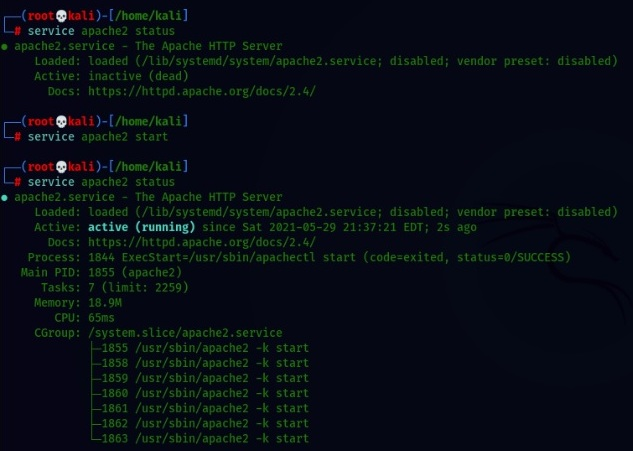 ┌──(root💀kali)-[/home/kali]
└─# service apache2 status
● apache2.service - The Apache HTTP Server
     Loaded: loaded (/lib/systemd/system/apache2.service; disabled; vendor preset: disabled)
     Active: inactive (dead)
       Docs: https://httpd.apache.org/docs/2.4/
┌──(root💀kali)-[/home/kali]
└─# service apache2 start
┌──(root💀kali)-[/home/kali]
└─# service apache2 status
● apache2.service - The Apache HTTP Server
     Loaded: loaded (/lib/systemd/system/apache2.service; disabled; vendor preset: disabled)
     Active: active (running) since Sat 2021-05-29 21:37:21 EDT; 2s ago
       Docs: https://httpd.apache.org/docs/2.4/
    Process: 1844 ExecStart=/usr/sbin/apachectl start (code=exited, status=0/SUCCESS)
   Main PID: 1855 (apache2)
      Tasks: 7 (limit: 2259)
     Memory: 18.9M
        CPU: 65ms
     CGroup: /system.slice/apache2.service
             ├─1855 /usr/sbin/apache2 -k start
             ├─1858 /usr/sbin/apache2 -k start
             ├─1859 /usr/sbin/apache2 -k start
             ├─1860 /usr/sbin/apache2 -k start
             ├─1861 /usr/sbin/apache2 -k start
             ├─1862 /usr/sbin/apache2 -k start
             └─1863 /usr/sbin/apache2 -k start